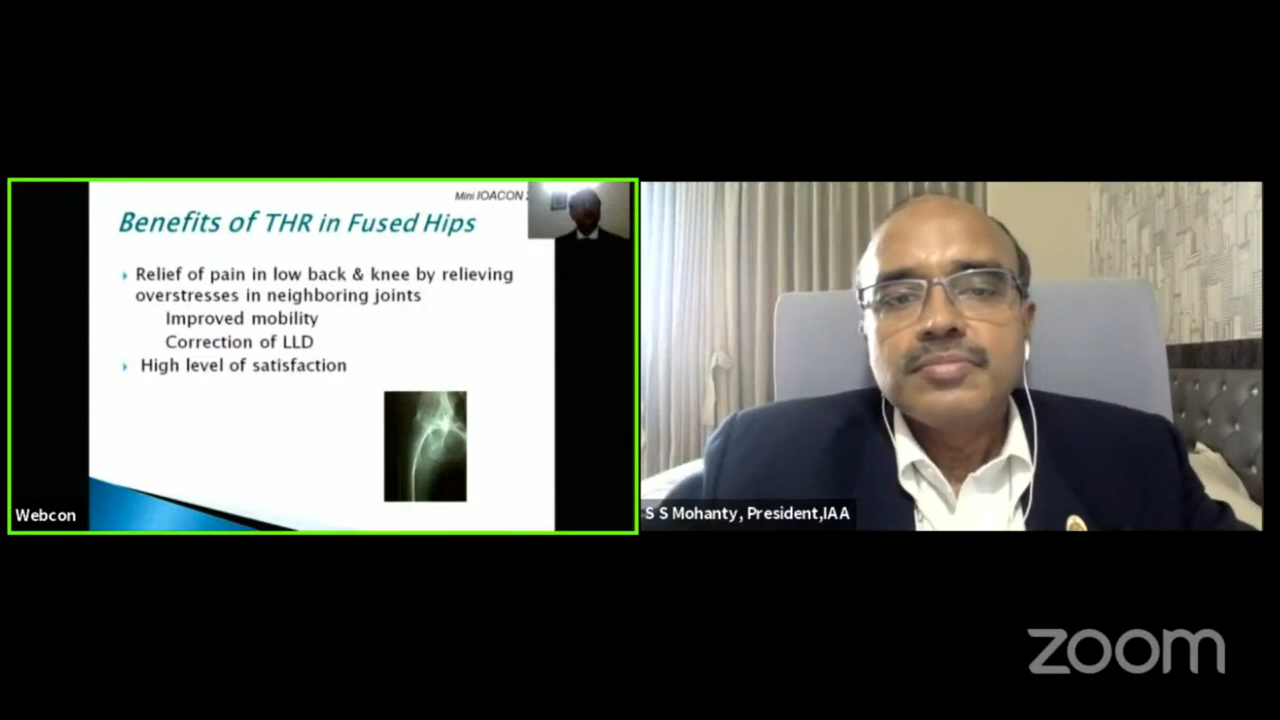 Mini IOACON
Benefits of THR in Fused Hips
Relief of pain in low back & knee by relieving
overstresses in neighboring joints
Improved mobility
Correction of LLD
High level of satisfaction
Webcon
S S Mohanty, President,IAA
zoom